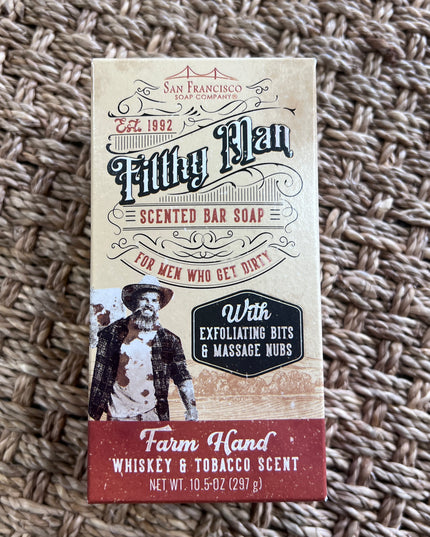 SAN FRANCISCO
SOAP COMPANY®
Est. 1992
Filthy Man
SCENTED BAR SOAP
FOR MEN WHO GET DIRTY
With
EXFOLIATING BITS
& MASSAGE NUBS
Farm Hand
WHISKEY & TOBACCO SCENT
NET WT. 10.5-OZ (297 g)